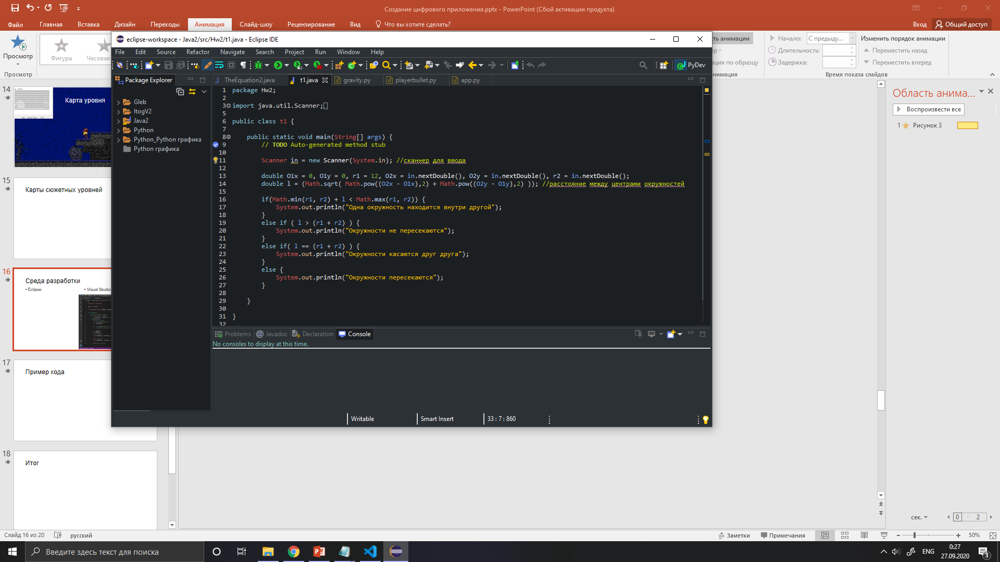 Создание цифрового приложения.pptx - PowerPoint (Сбой активации продукта)
Файл
Главная
Вставка
Дизайн
Переходы
Анимация
Слайд-шоу
Рецензирование
Вид
Что вы хотите сделать?
Вход
Общий доступ
Просмотр
Фигура
Часовая
Просмотр
Начало:
С предыду...
Длительность:
Задержка:
Изменить порядок анимации
Переместить назад
Переместить вперед
Время показа слайдов
eclipse-workspace - Java2/src/Hw2/t1.java - Eclipse IDE
File Edit Source Refactor Navigate Search Project Run Window Help
PyDev
Package Explorer
Gleb
ItogV2
Java2
Python
Python_Python графика
Python графика
TheEquation2.java
t1.java
gravity.py
playerbullet.py
app.py
1 package Hw2;
2
3 import java.util.Scanner;
5
6 public class t1 {
7
8 public static void main(String[] args) {
9 // TODO Auto-generated method stub
10
11 Scanner in = new Scanner(System.in); //сканнер для ввода
12
13 double O1x = 0, O1y = 0, r1 = 12, O2x = in.nextDouble(), O2y = in.nextDouble(), r2 = in.nextDouble();
14 double l = (Math.sqrt( Math.pow((O2x - O1x),2) + Math.pow((O2y - O1y),2) )); //расстояние между центрами окружностей
15
16 if(Math.min(r1, r2) + l < Math.max(r1, r2)) {
17 System.out.println("Одна окружность находится внутри другой");
18 }
19 else if ( l > (r1 + r2) ) {
20 System.out.println("Окружности не пересекаются");
21 }
22 else if( l == (r1 + r2) ) {
23 System.out.println("Окружности касаются друг друга");
24 }
25 else {
26 System.out.println("Окружности пересекаются");
27 }
28
29 }
30
31 }
32
Problems
Javadoc
Declaration
Console
No consoles to display at this time.
Writable
Smart Insert
33 : 7 : 860
14
Карта уровня
15
Карты сюжетных уровней
16
Среда разработки
• Eclipse
• Visual Studio
17
Пример кода
18
Итог
Область анима...
Воспроизвести все
1 Рисунок 3
сек.
0
2
Слайд 16 из 20
русский
Заметки
Примечания
50%
Введите здесь текст для поиска
ENG
0:27
27.09.2020
3